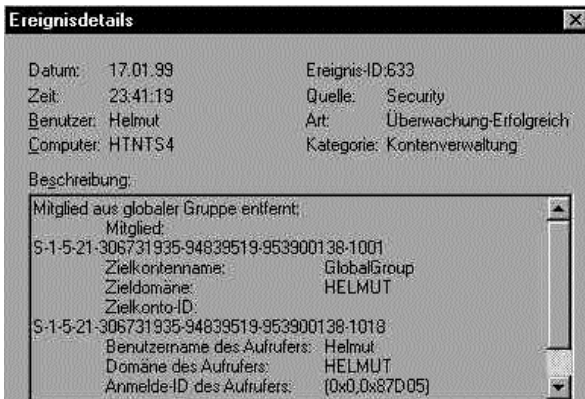 Ereignisdetails
Datum: 17.01.99 Ereignis-ID:633
Zeit: 23:41:19 Quelle: Security
Benutzer: Helmut Art: Überwachung-Erfolgreich
Computer: HTNTS4 Kategorie: Kontenverwaltung
Beschreibung:
Mitglied aus globaler Gruppe entfernt:
Mitglied:
S-1-5-21-306731935-94839519-953900138-1001
Zielkontenname: GlobalGroup
Zieldomäne: HELMUT
Zielkonto-ID:
S-1-5-21-306731935-94839519-953900138-1018
Benutzername des Aufrufers: Helmut
Domäne des Aufrufers: HELMUT
Anmelde-ID des Aufrufers: (0x0,0x87D05)